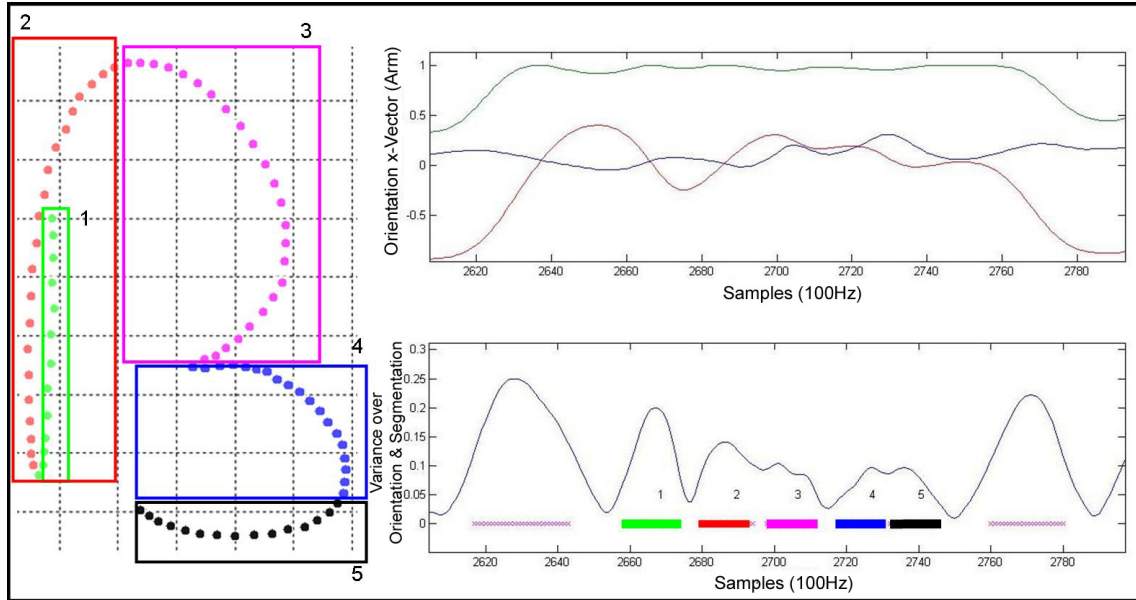 2
3
1
4
5
Orientation x-Vector (Arm)
1
0.5
0
-0.5
2620 2640 2660 2680 2700 2720 2740 2760 2780
Samples (100Hz)
Variance over
Orientation & Segmentation
0.3
0.25
0.2
0.15
0.1
0.05
0
1 2 3 4 5
2620 2640 2660 2680 2700 2720 2740 2760 2780
Samples (100Hz)